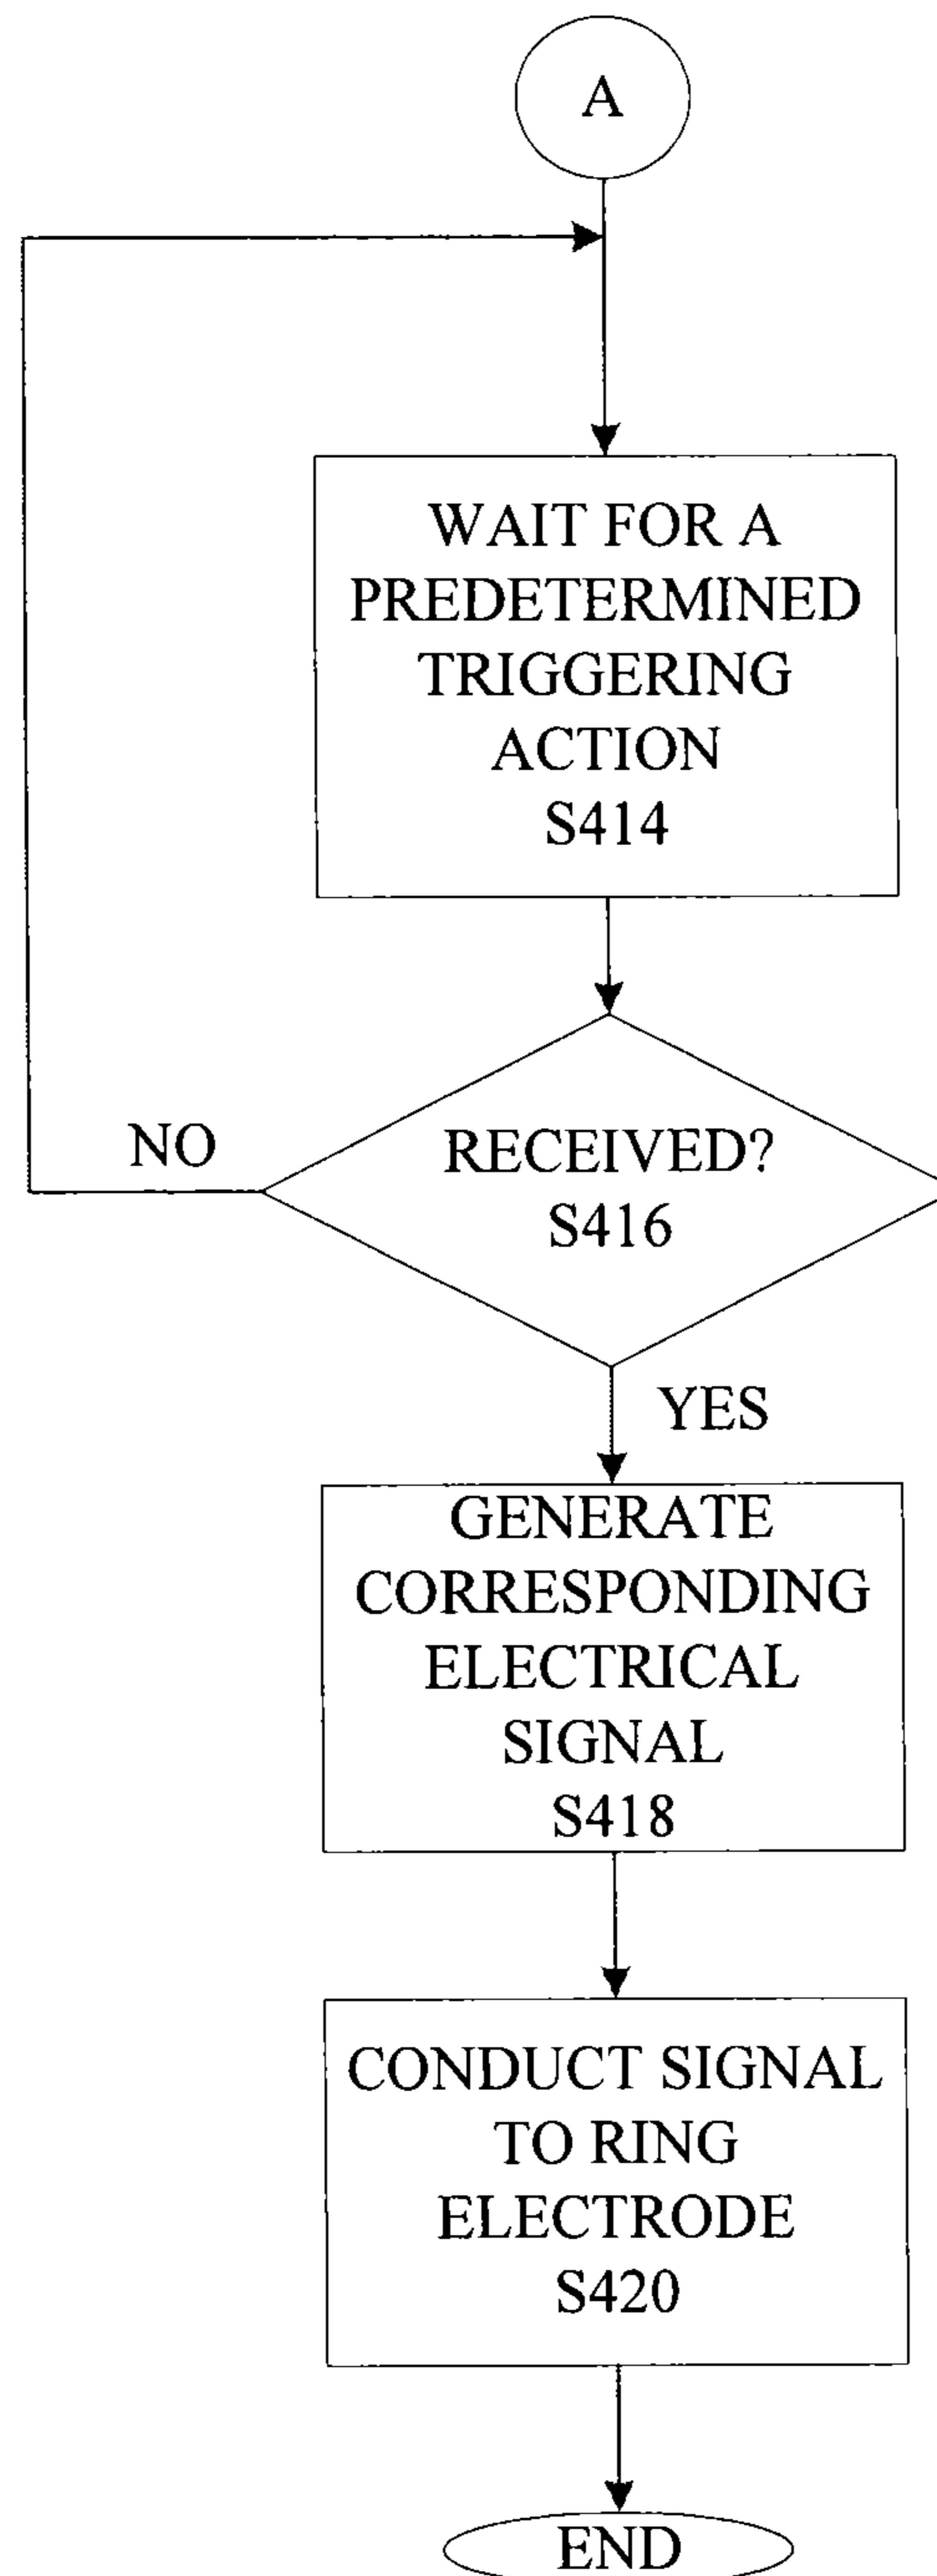 A
WAIT FOR A
PREDETERMINED
TRIGGERING
ACTION
S414
NO
RECEIVED?
S416
YES
GENERATE
CORRESPONDING
ELECTRICAL
SIGNAL
S418
CONDUCT SIGNAL
TO RING
ELECTRODE
S420
END